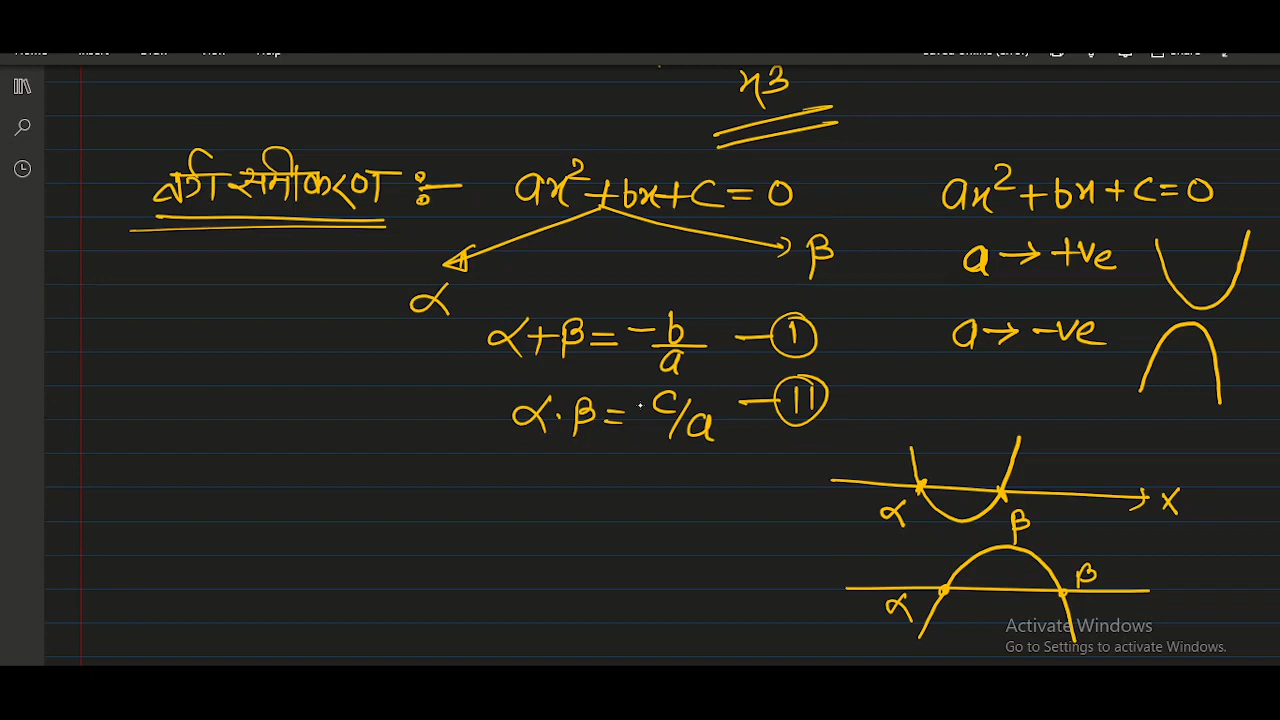 x3
वर्ग समीकरण :- ax²+bx+c=0
α β
α+β=-b/a -①
α·β= c/a -⑪
ax²+bx+c=0
a→+ve
a→-ve
α β X
α β
Activate Windows
Go to Settings to activate Windows.